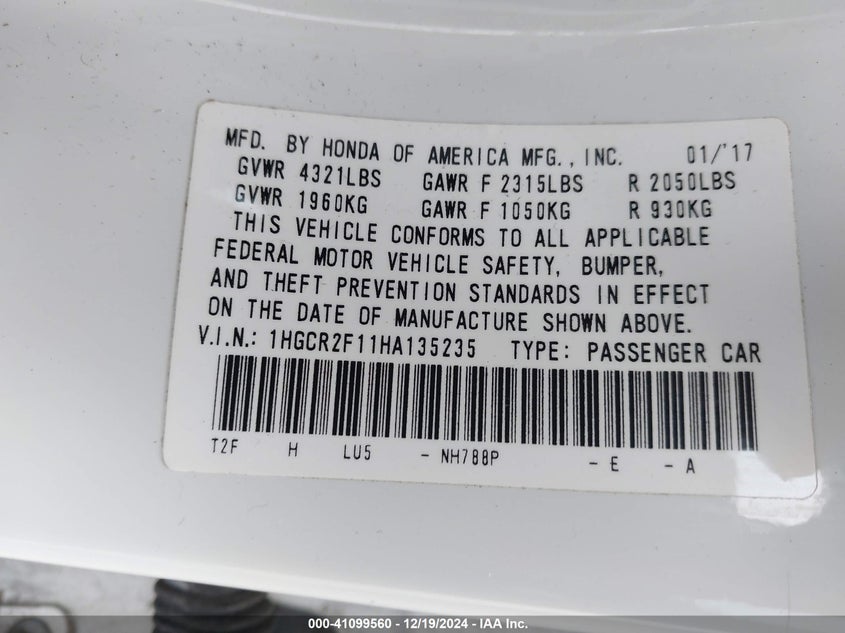 MFD. BY HONDA OF AMERICA MFG., INC. 01/'17
GVWR 4321LBS GAWR F 2315LBS R 2050LBS
GVWR 1960KG GAWR F 1050KG R 930KG
THIS VEHICLE CONFORMS TO ALL APPLICABLE
FEDERAL MOTOR VEHICLE SAFETY, BUMPER,
AND THEFT PREVENTION STANDARDS IN EFFECT
ON THE DATE OF MANUFACTURE SHOWN ABOVE.
V.I.N.: 1HGCR2F11HA135235 TYPE: PASSENGER CAR
T2F H LU5 - NH788P - E - A
000-41099560 - 12/19/2024 - IAA Inc.